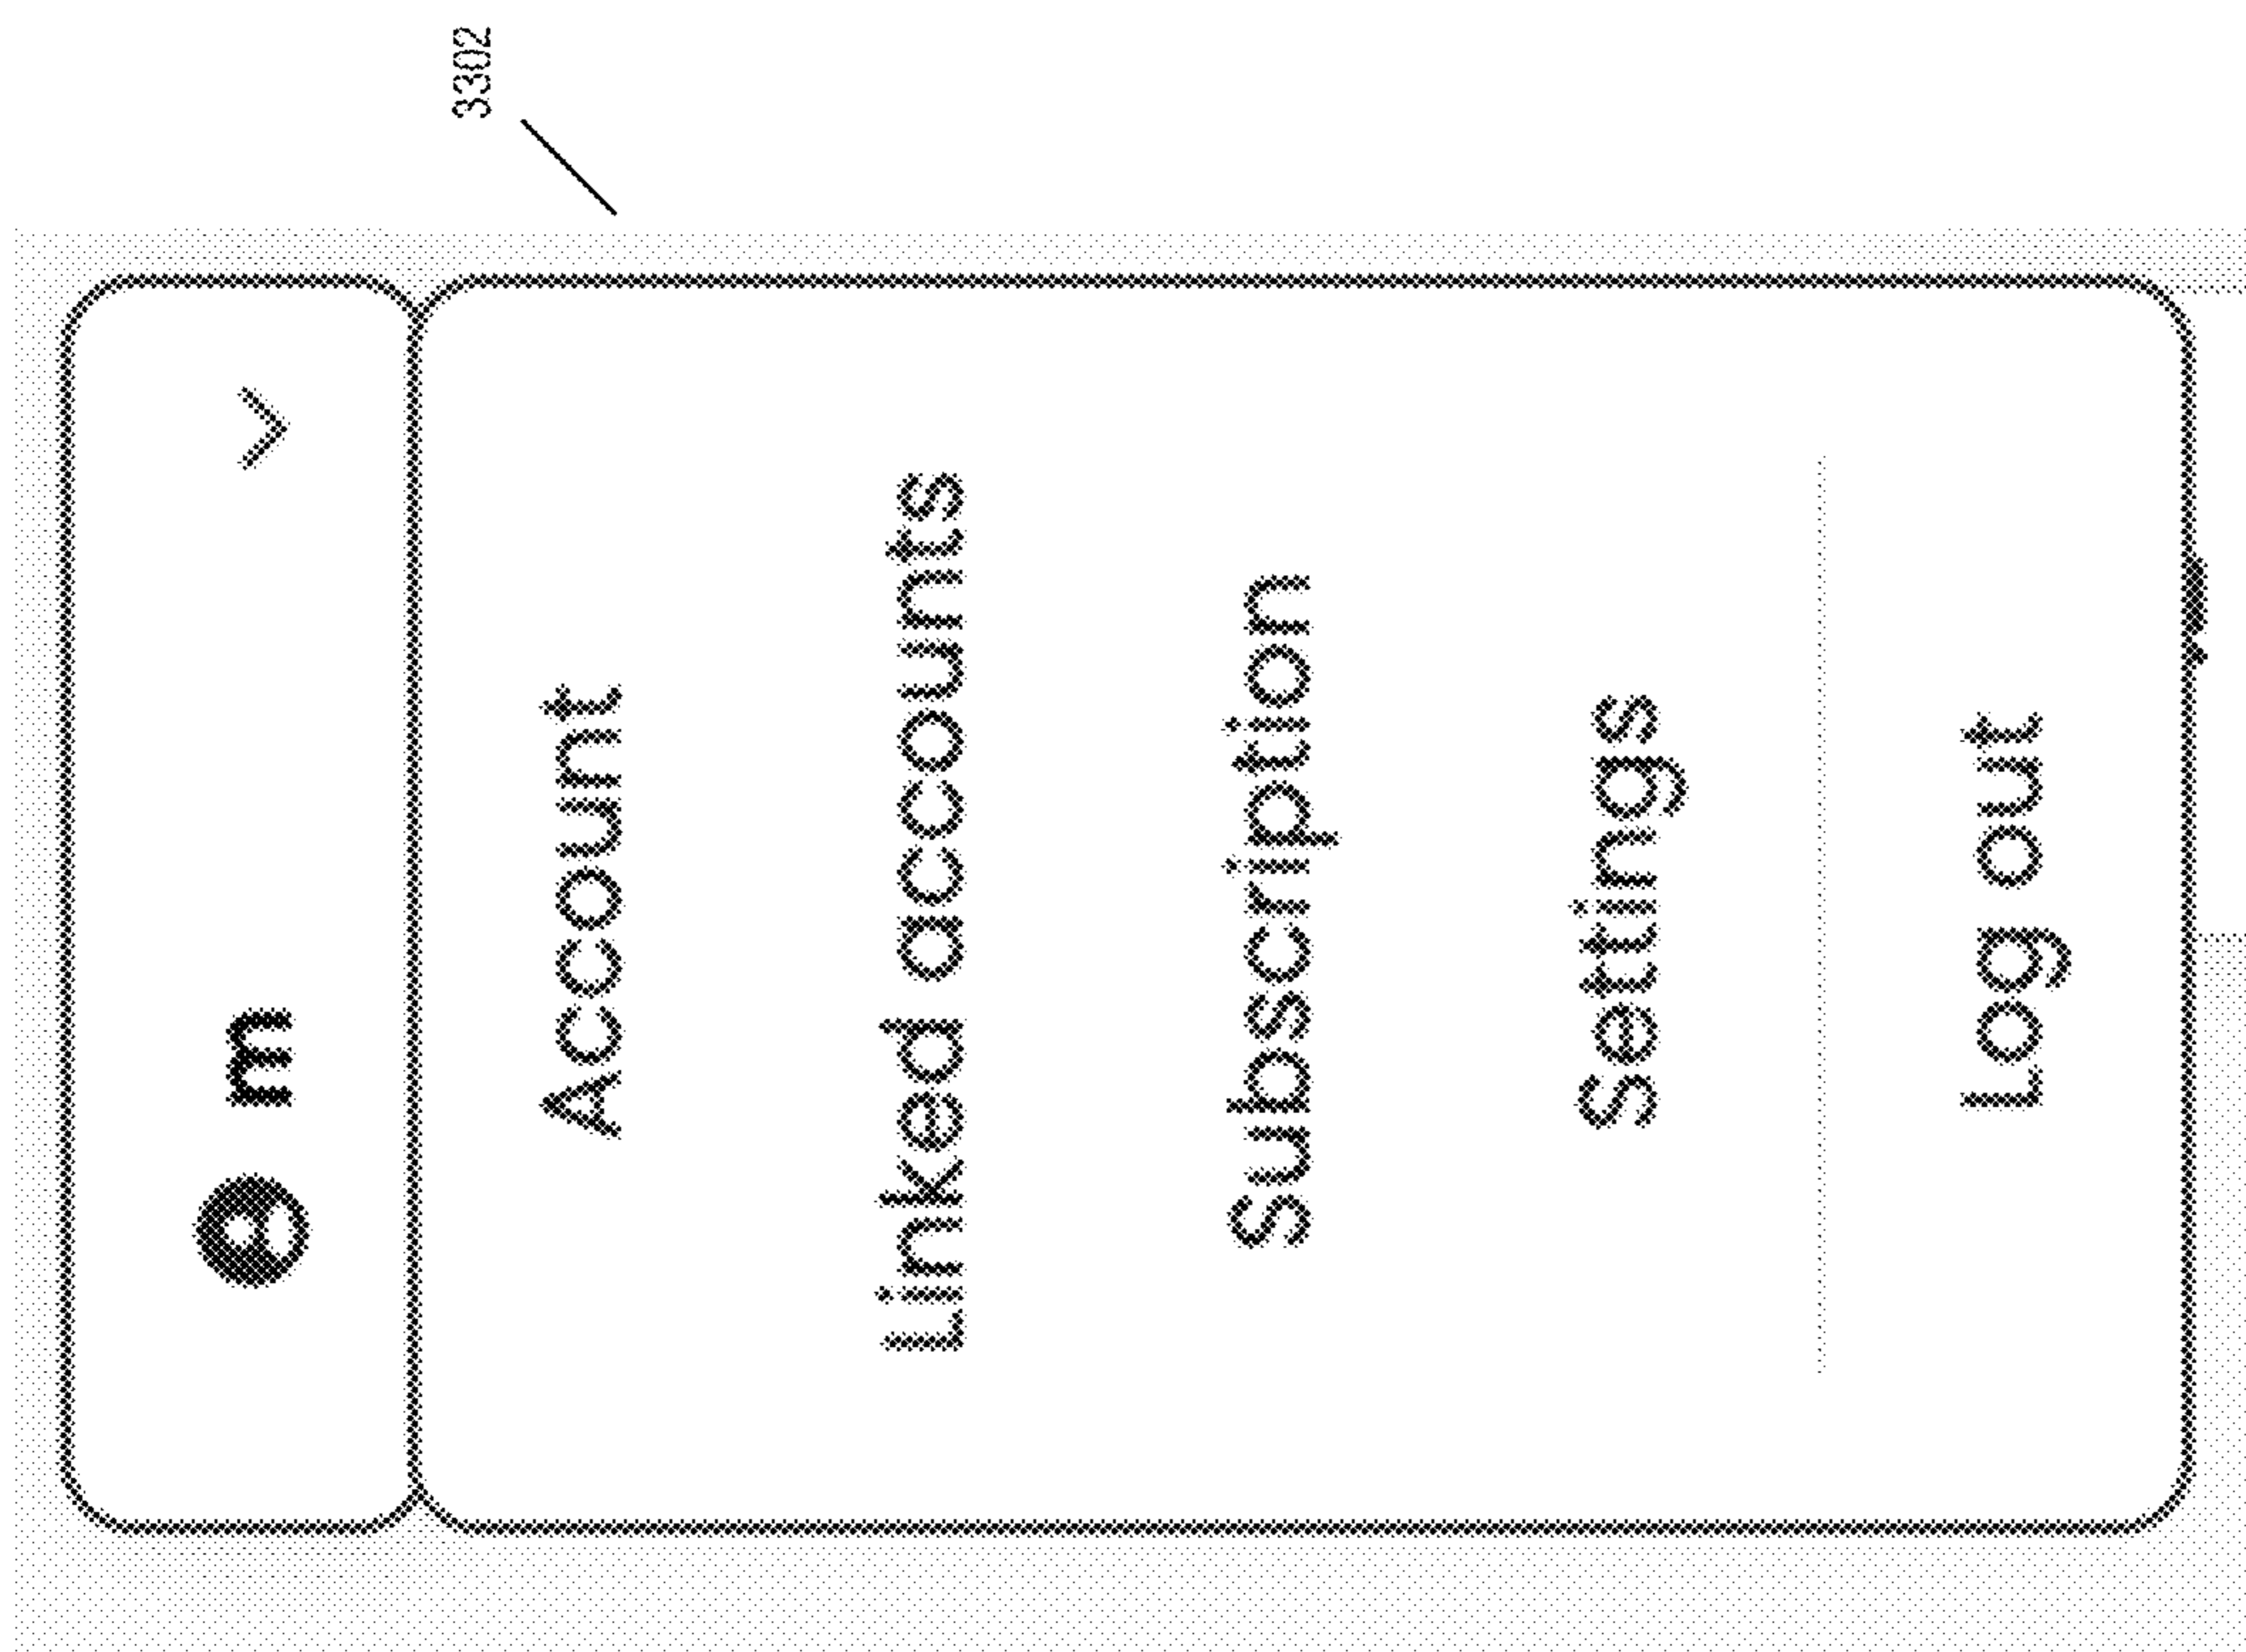 3302
m
Account
Linked accounts
Subscription
Settings
Log out